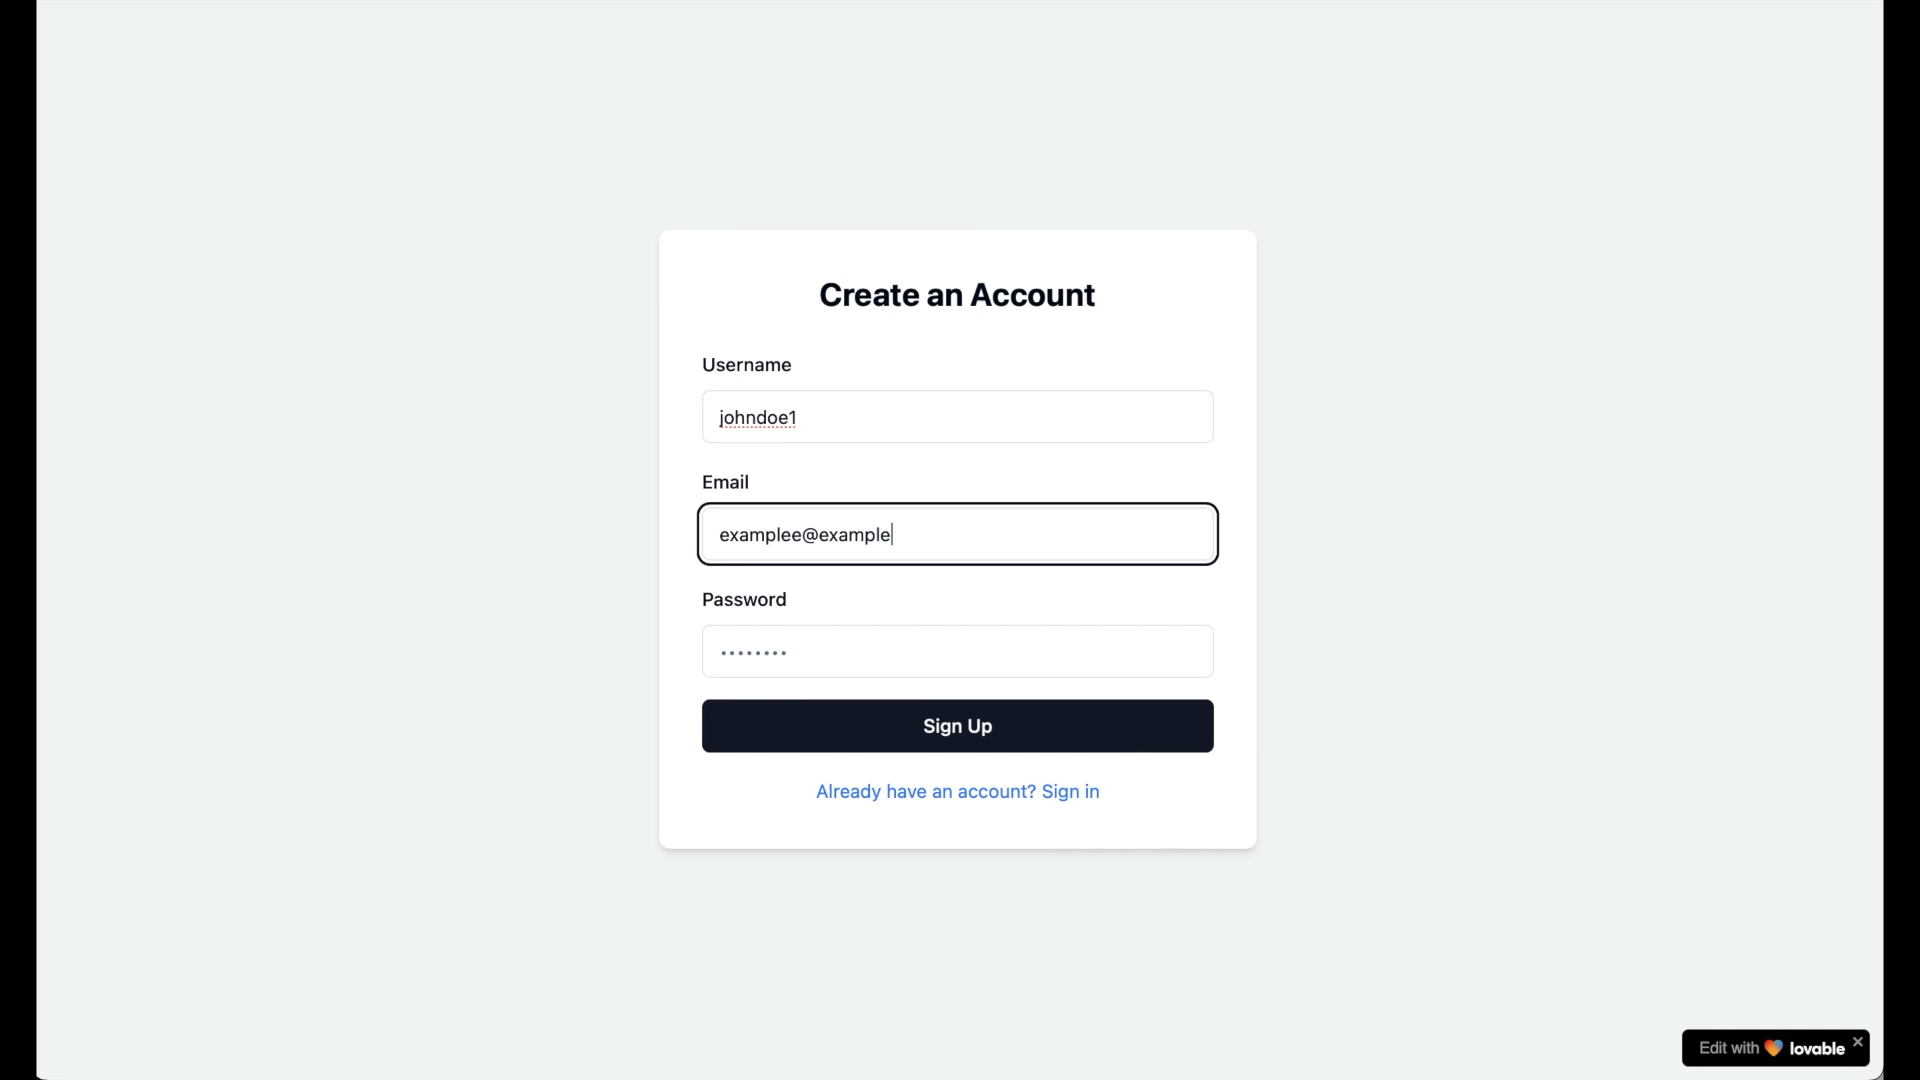 Create an Account
Username
johndoe1
Email
examplee@example
Password
••••••••
Sign Up
Already have an account? Sign in
Edit with lovable ×